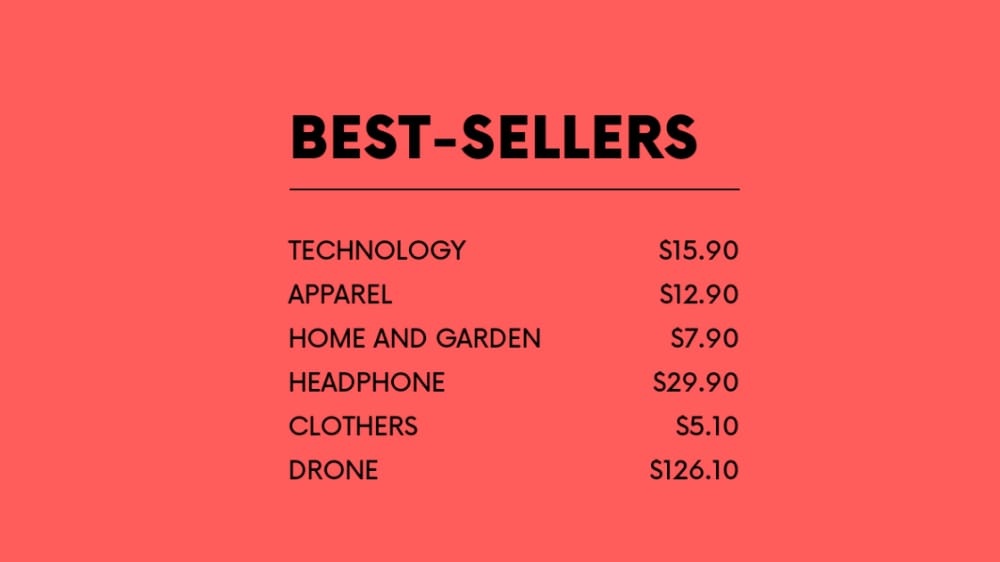 BEST-SELLERS
TECHNOLOGY $15.90
APPAREL $12.90
HOME AND GARDEN $7.90
HEADPHONE $29.90
CLOTHERS $5.10
DRONE $126.10